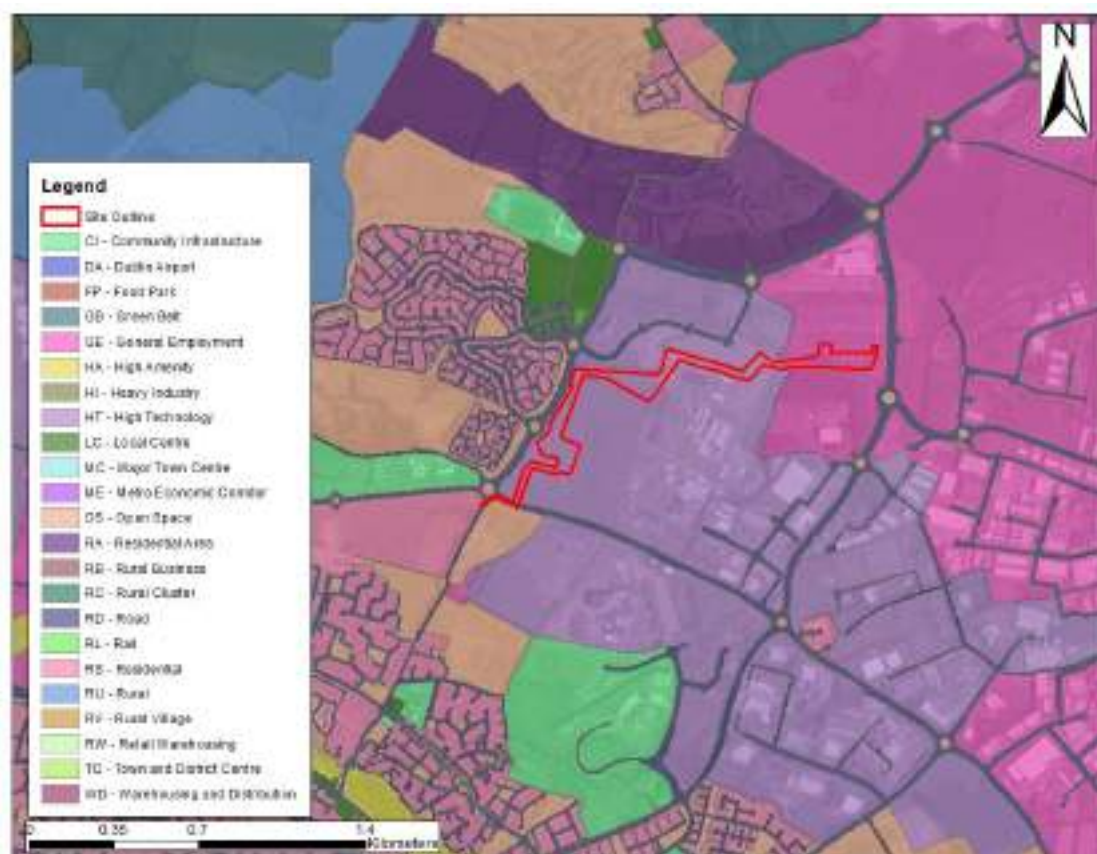 N
Legend
Site Outline
CI - Community Infrastructure
DA - Dublin Airport
FP - Food Park
GB - Green Belt
GE - General Employment
HA - High Amenity
HI - Heavy Industry
HT - High Technology
LC - Local Centre
MC - Major Town Centre
ME - Metro Economic Corridor
OS - Open Space
RA - Residential Area
RB - Rural Business
RC - Rural Cluster
RD - Road
RL - Rail
RS - Residential
RU - Rural
RV - Rural Village
RW - Retail Warehousing
TC - Town and District Centre
WD - Warehousing and Distribution
0 0.35 0.7 1.4
Kilometers